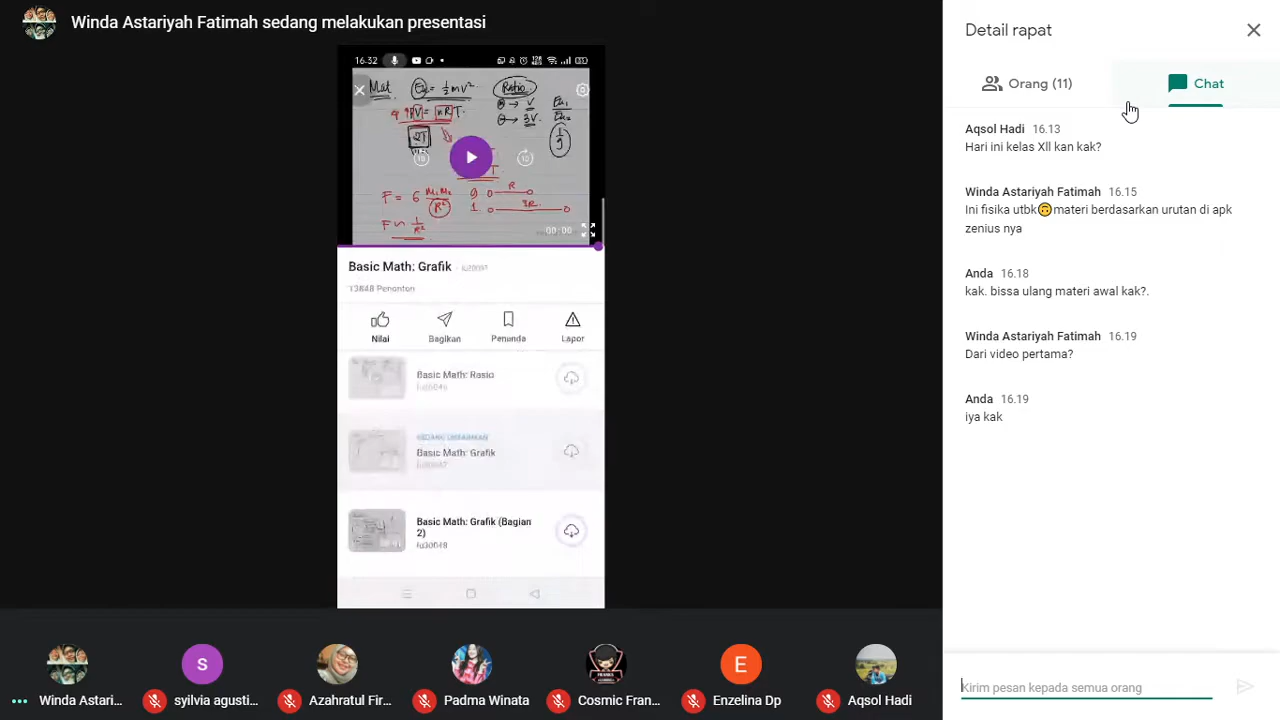 Winda Astariyah Fatimah sedang melakukan presentasi
16.32
Mat
Ratio
F = G
00:00
Basic Math: Grafik
13848 Penonton
Nilai
Bagikan
Penanda
Lapor
Basic Math: Rasio
Basic Math: Grafik
Basic Math: Grafik (Bagian
2)
Detail rapat
Orang (11)
Chat
Aqsol Hadi 16.13
Hari ini kelas Xll kan kak?
Winda Astariyah Fatimah 16.15
Ini fisika utbk🙃materi berdasarkan urutan di apk
zenius nya
Anda 16.18
kak. bissa ulang materi awal kak?.
Winda Astariyah Fatimah 16.19
Dari video pertama?
Anda 16.19
iya kak
Kirim pesan kepada semua orang
Winda Astari...
S
syilvia agusti...
Azahratul Fir...
Padma Winata
Cosmic Fran...
E
Enzelina Dp
Aqsol Hadi